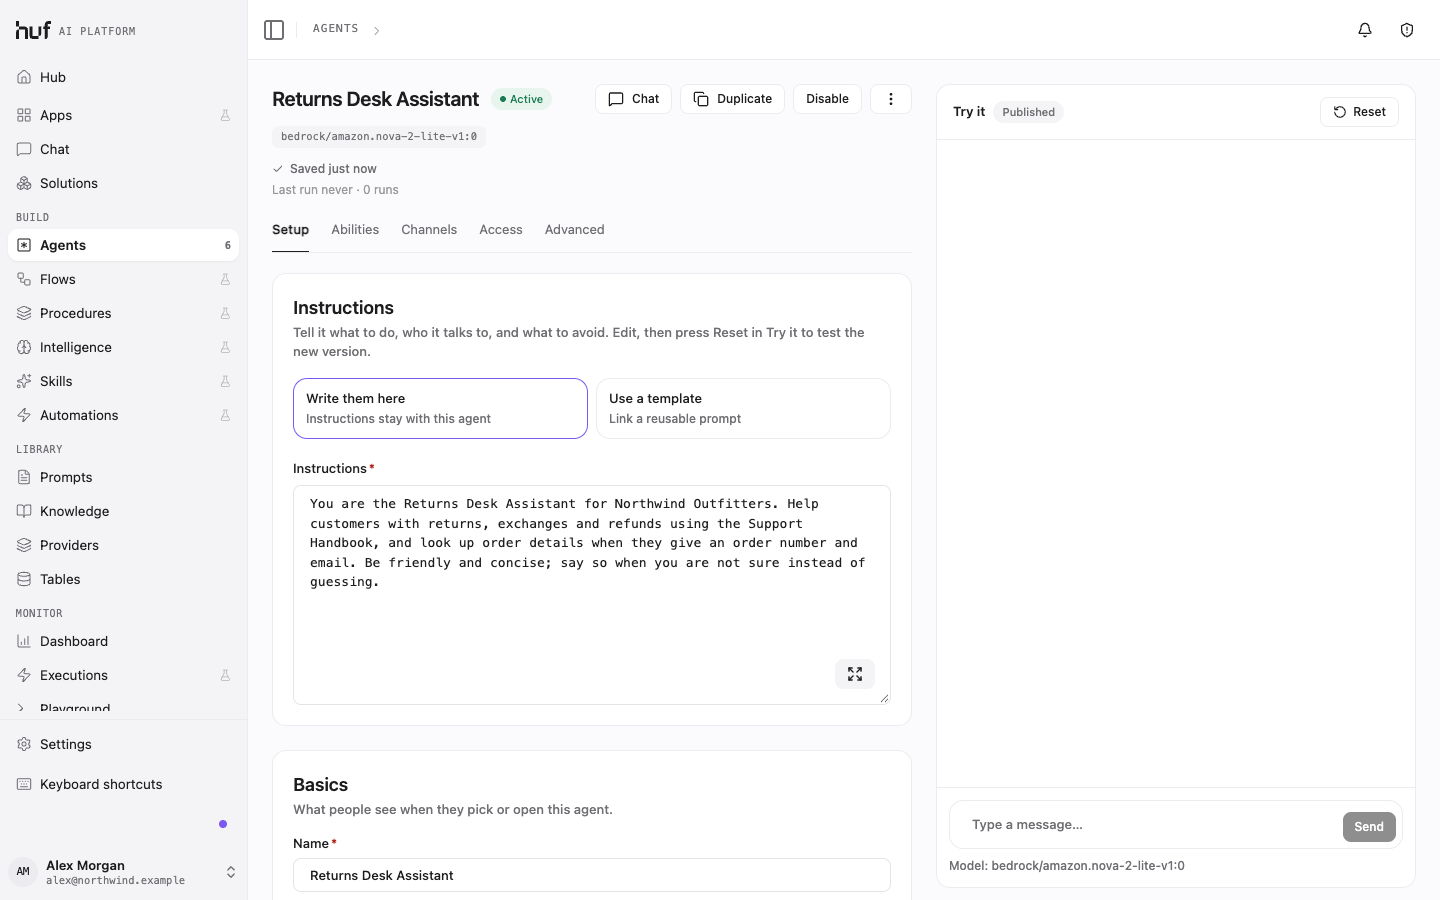 huf AI PLATFORM
Hub
Apps
Chat
Solutions
BUILD
Agents 6
Flows
Procedures
Intelligence
Skills
Automations
LIBRARY
Prompts
Knowledge
Providers
Tables
MONITOR
Dashboard
Executions
Playground
Settings
Keyboard shortcuts
AM
Alex Morgan
alex@northwind.example
AGENTS
Returns Desk Assistant
Active
Chat
Duplicate
Disable
bedrock/amazon.nova-2-lite-v1:0
Saved just now
Last run never · 0 runs
Setup
Abilities
Channels
Access
Advanced
Instructions
Tell it what to do, who it talks to, and what to avoid. Edit, then press Reset in Try it to test the
new version.
Write them here
Instructions stay with this agent
Use a template
Link a reusable prompt
Instructions*
You are the Returns Desk Assistant for Northwind Outfitters. Help
customers with returns, exchanges and refunds using the Support
Handbook, and look up order details when they give an order number and
email. Be friendly and concise; say so when you are not sure instead of
guessing.
Basics
What people see when they pick or open this agent.
Name*
Returns Desk Assistant
Try it
Published
Reset
Type a message...
Send
Model: bedrock/amazon.nova-2-lite-v1:0